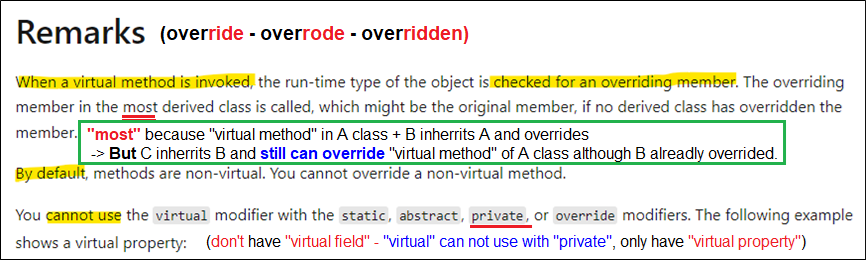 Remarks (override - overrode - overridden)
When a virtual method is invoked, the run-time type of the object is checked for an overriding member. The overriding
member in the most derived class is called, which might be the original member, if no derived class has overridden the
member.
"most" because "virtual method" in A class + B inherrits A and overrides
-> But C inherits B and still can override "virtual method" of A class although B alreadly overrided.
By default, methods are non-virtual. You cannot override a non-virtual method.
You cannot use the virtual modifier with the static, abstract, private, or override modifiers. The following example
shows a virtual property: (don't have "virtual field" - "virtual" can not use with "private", only have "virtual property")